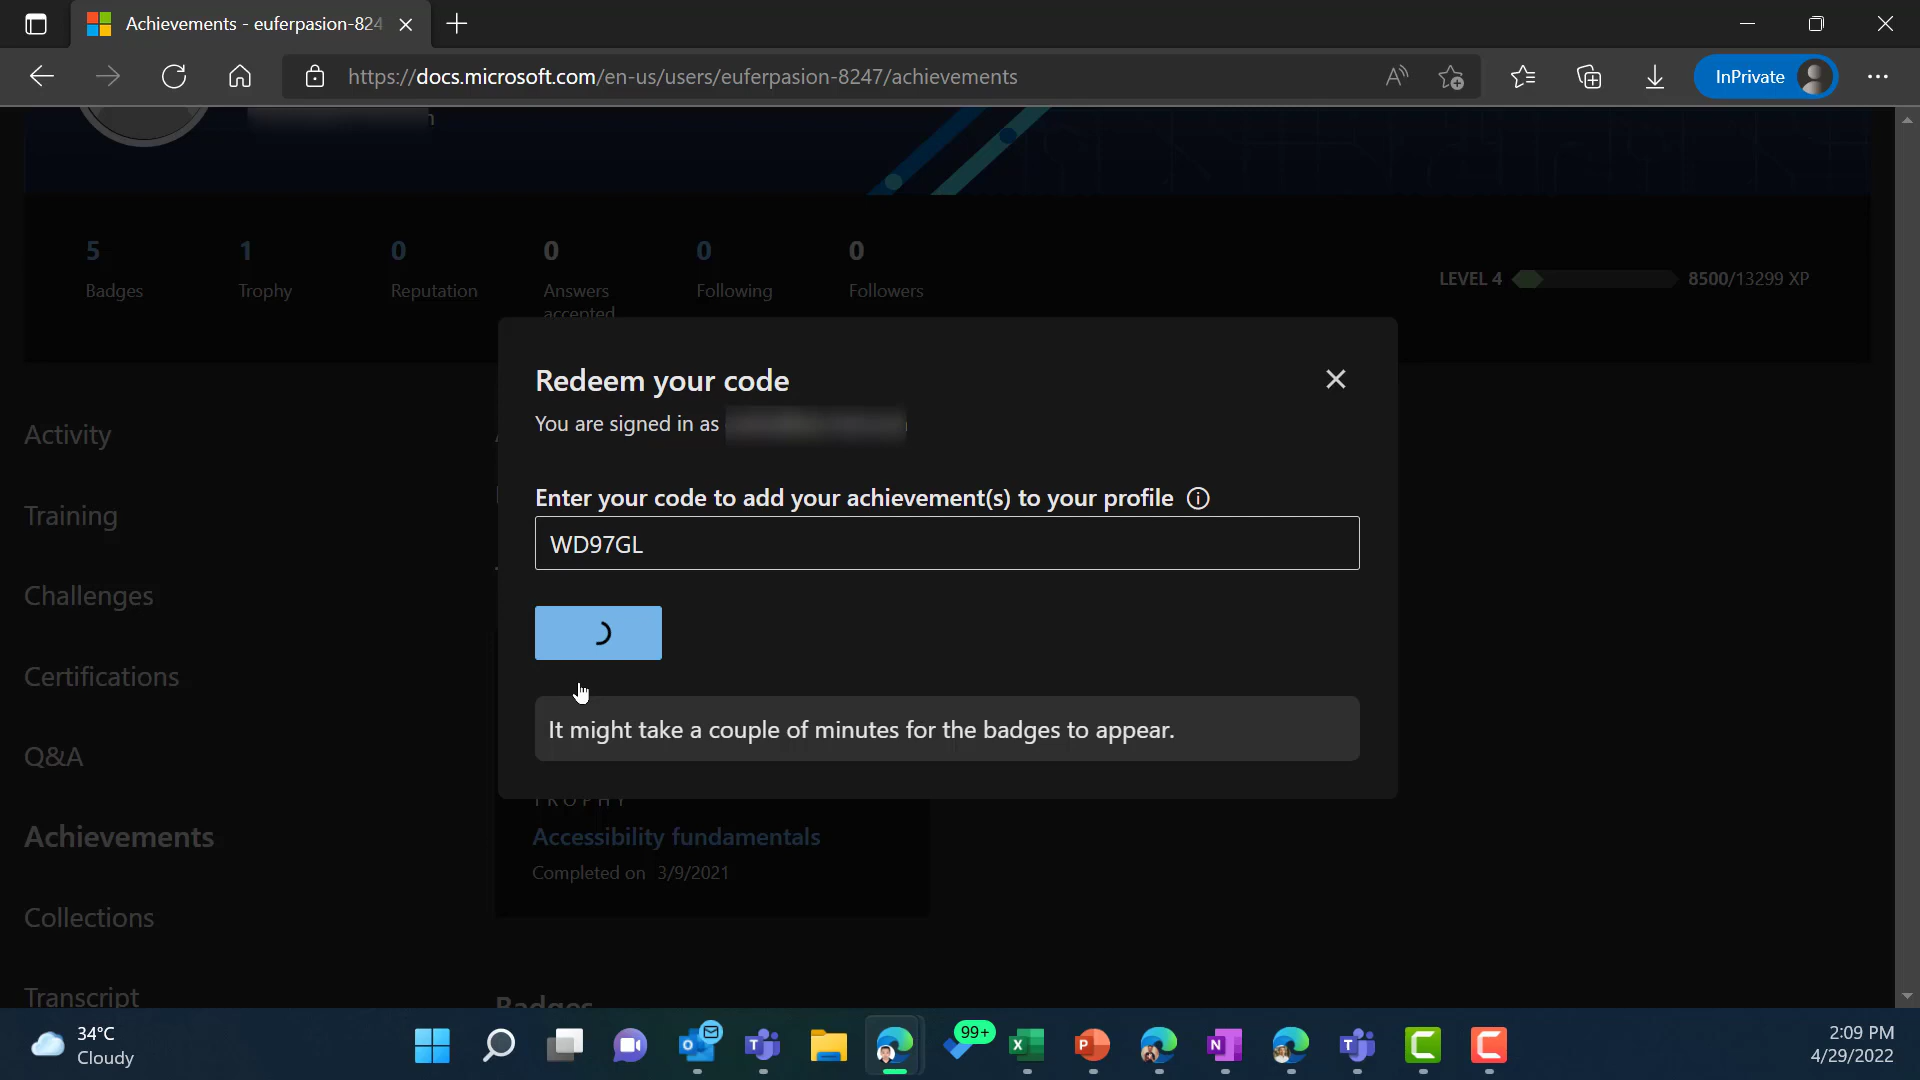 Achievements - euferpasion-824
https://docs.microsoft.com/en-us/users/euferpasion-8247/achievements
InPrivate
5
Badges
1
Trophy
0
Reputation
0
Answers
accepted
0
Following
0
Followers
LEVEL 4
8500/13299 XP
Redeem your code
You are signed in as
Enter your code to add your achievement(s) to your profile
WD97GL
It might take a couple of minutes for the badges to appear.
Activity
Training
Challenges
Certifications
Q&A
Achievements
Collections
Transcript
TROPHY
Accessibility fundamentals
Completed on 3/9/2021
Badges
34°C
Cloudy
99+
2:09 PM
4/29/2022